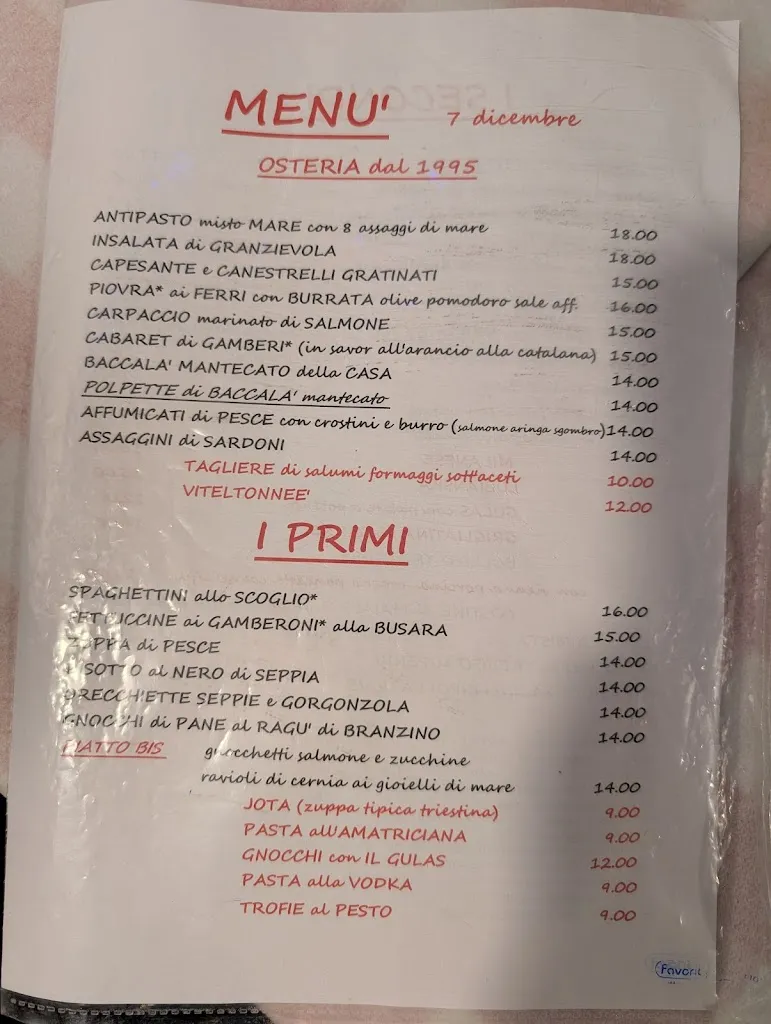 MENU' 7 dicembre
OSTERIA dal 1995
ANTIPASTO misto MARE con 8 assaggi di mare 18.00
INSALATA di GRANZIEVOLA 18.00
CAPESANTE e CANESTRELLI GRATINATI 15.00
PIOVRA* ai FERRI con BURRATA olive pomodoro sale aff. 16.00
CARPACCIO marinato di SALMONE 15.00
CABARET di GAMBERI* (in savor all'arancio alla catalana) 15.00
BACCALA' MANTECATO della CASA 14.00
POLPETTE di BACCALA' mantecato 14.00
AFFUMICATI di PESCE con crostini e burro (salmone aringa sgombro) 14.00
ASSAGGINI di SARDONI 14.00
TAGLIERE di salumi formaggi sott'aceti 10.00
VITELTONNEE' 12.00
I PRIMI
SPAGHETTINI allo SCOGLIO* 16.00
FETTUCCINE ai GAMBERONI* alla BUSARA 15.00
ZUPPA di PESCE 14.00
RISOTTO al NERO di SEPPIA 14.00
ORECCHIETTE SEPPIE e GORGONZOLA 14.00
GNOCCHI di PANE al RAGU' di BRANZINO 14.00
PIATTO BIS gnocchetti salmone e zucchine
ravioli di cernia ai gioielli di mare 14.00
JOTA (zuppa tipica triestina) 9.00
PASTA all'AMATRICIANA 9.00
GNOCCHI con IL GULAS 12.00
PASTA alla VODKA 9.00
TROFIE al PESTO 9.00
Favorit